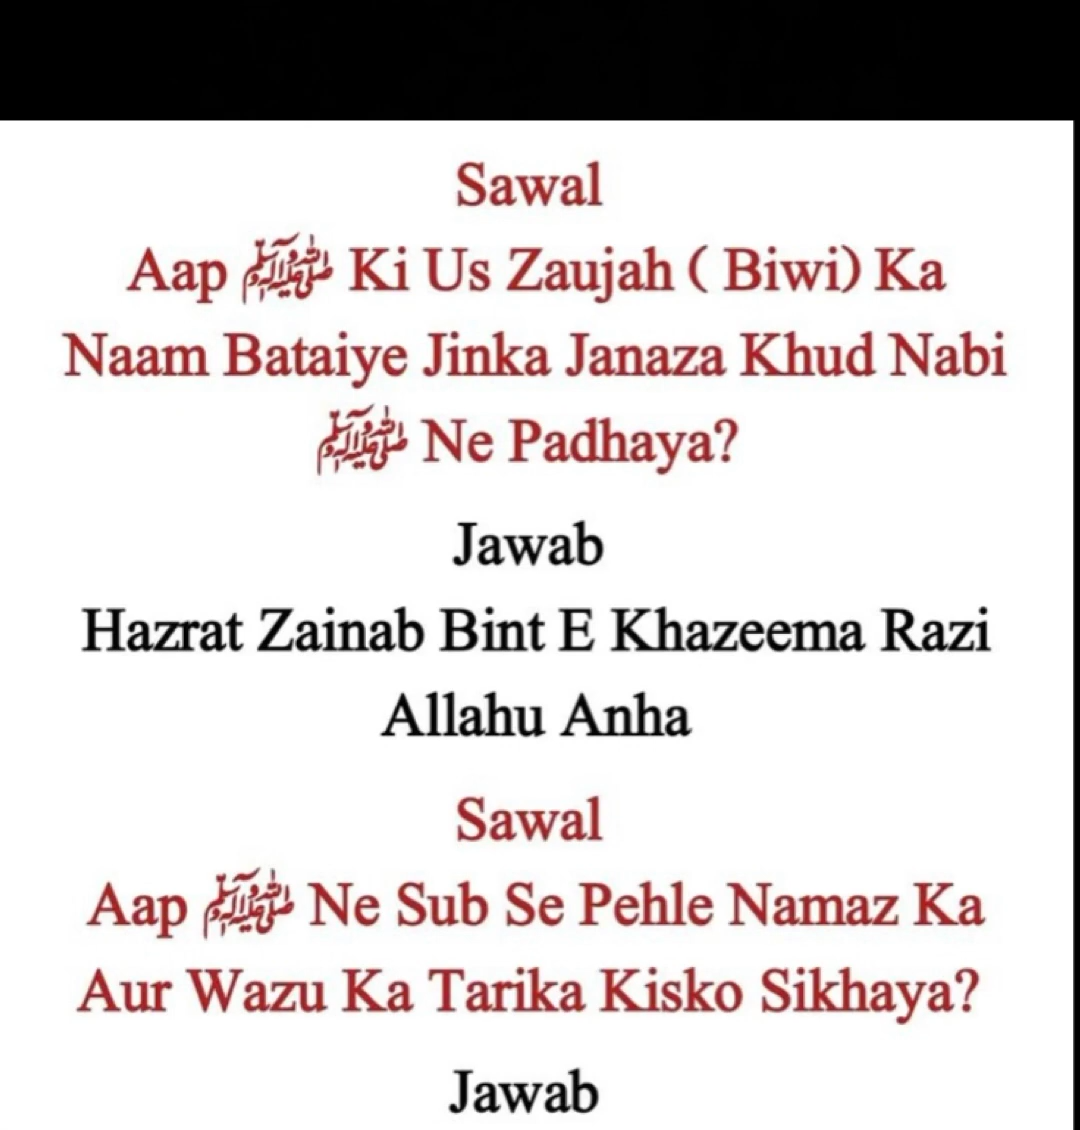 Sawal
Aap ﷺ Ki Us Zaujah ( Biwi) Ka
Naam Bataiye Jinka Janaza Khud Nabi
ﷺ Ne Padhaya?
Jawab
Hazrat Zainab Bint E Khazeema Razi
Allahu Anha
Sawal
Aap ﷺ Ne Sub Se Pehle Namaz Ka
Aur Wazu Ka Tarika Kisko Sikhaya?
Jawab